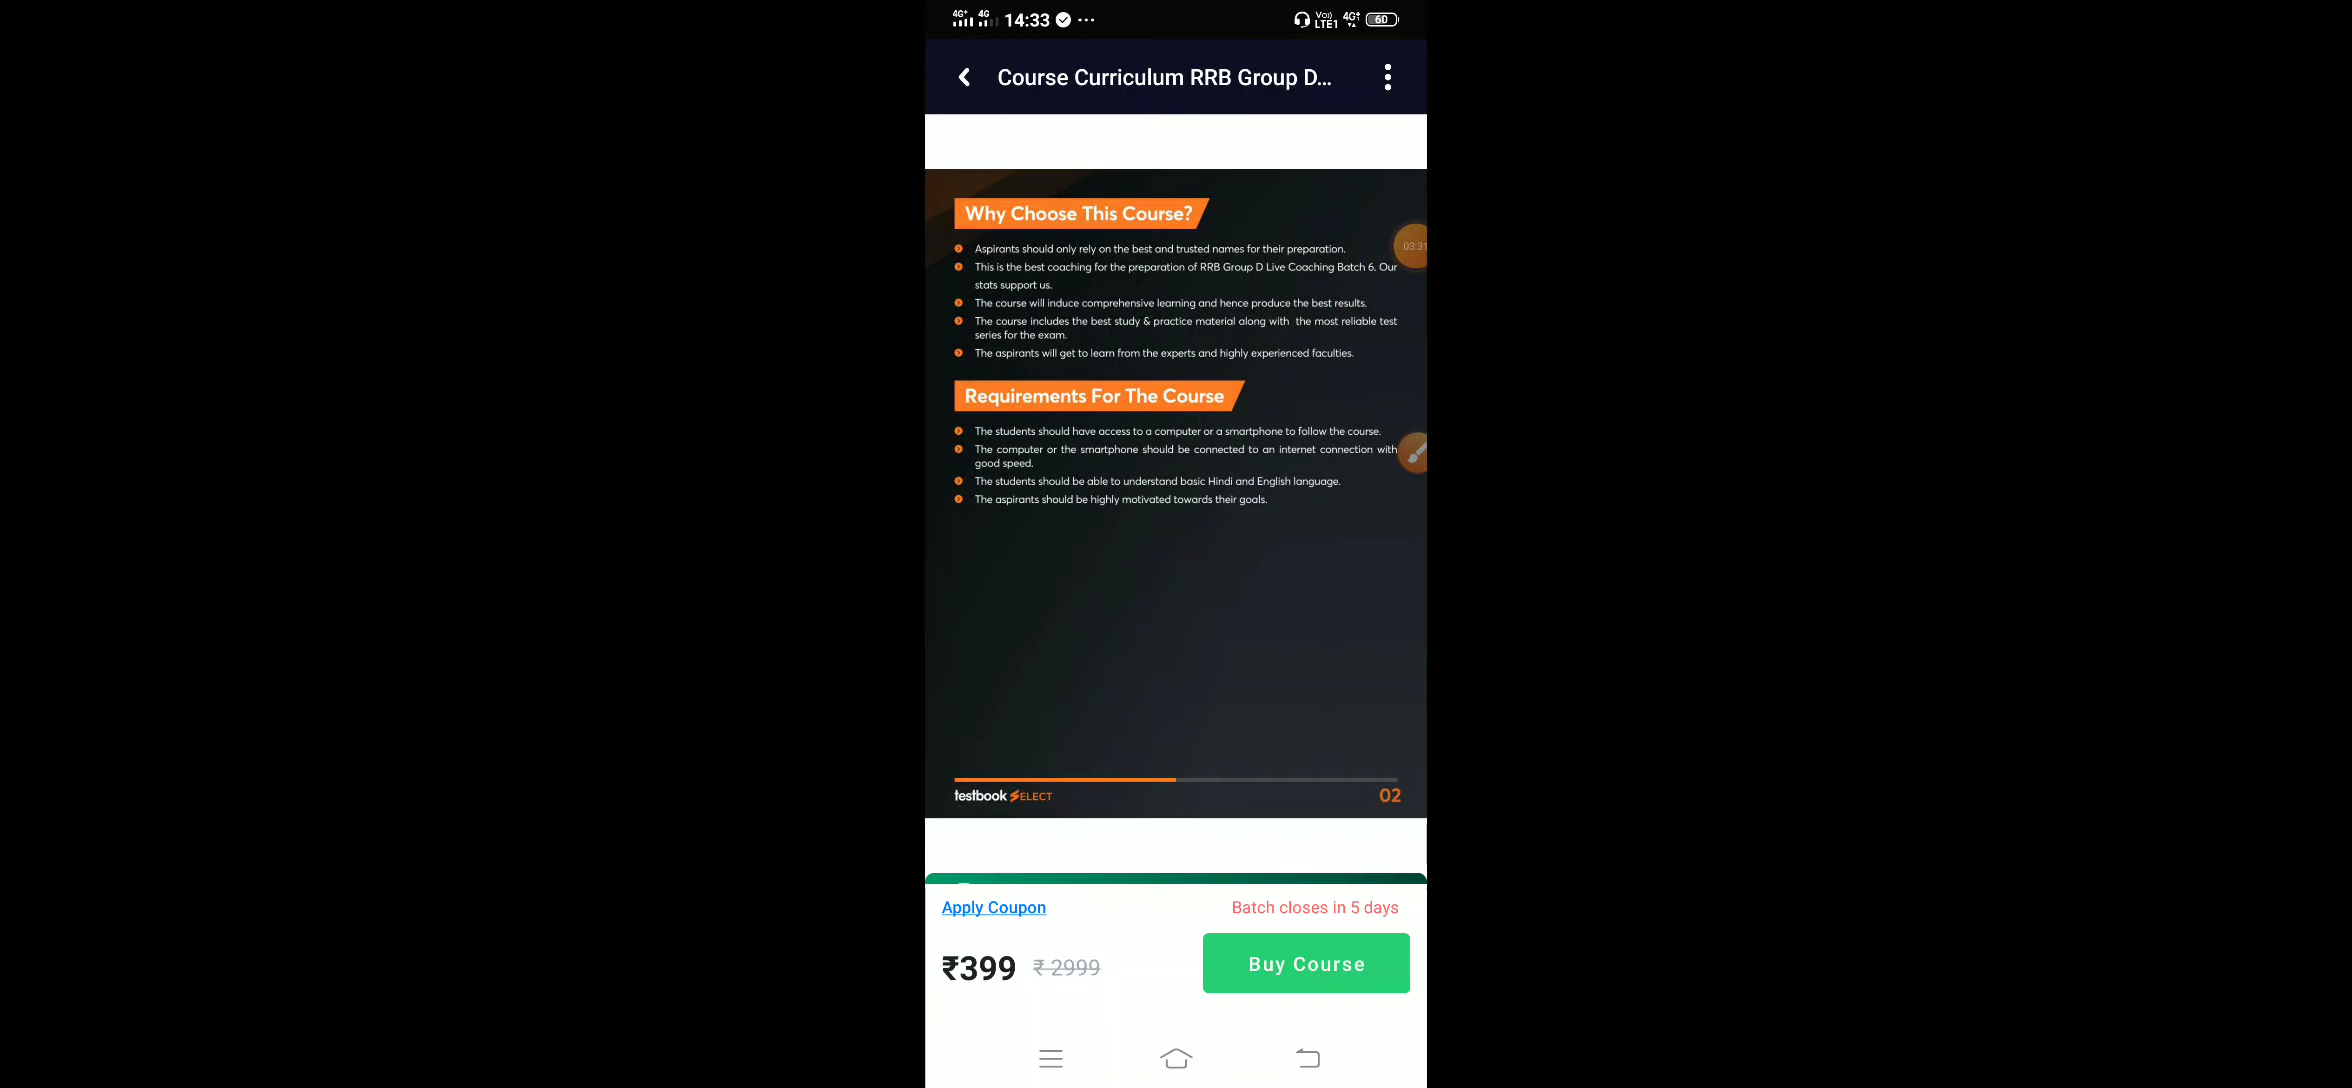 4G+ 4G 14:33 ... Vo)) LTE1 4G+ 60
Course Curriculum RRB Group D...
Why Choose This Course?
Aspirants should only rely on the best and trusted names for their preparation.
03:31
This is the best coaching for the preparation of RRB Group D Live Coaching Batch 6. Our
stats support us.
The course will induce comprehensive learning and hence produce the best results.
The course includes the best study & practice material along with the most reliable test
series for the exam.
The aspirants will get to learn from the experts and highly experienced faculties.
Requirements For The Course
The students should have access to a computer or a smartphone to follow the course.
The computer or the smartphone should be connected to an internet connection with
good speed.
The students should be able to understand basic Hindi and English language.
The aspirants should be highly motivated towards their goals.
testbook SELECT 02
Apply Coupon Batch closes in 5 days
₹399 ₹ 2999 Buy Course